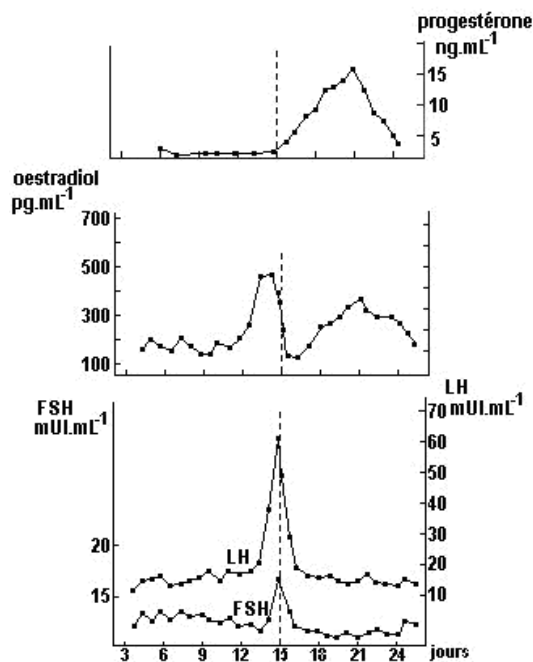 progestérone
ng.mL-1
15
10
5
oestradiol
pg.mL-1
700
500
300
100
FSH
mUI.mL-1
LH
mUI.mL-1
70
60
50
40
30
20
10
20
15
LH
FSH
3 6 9 12 15 18 21 24 jours